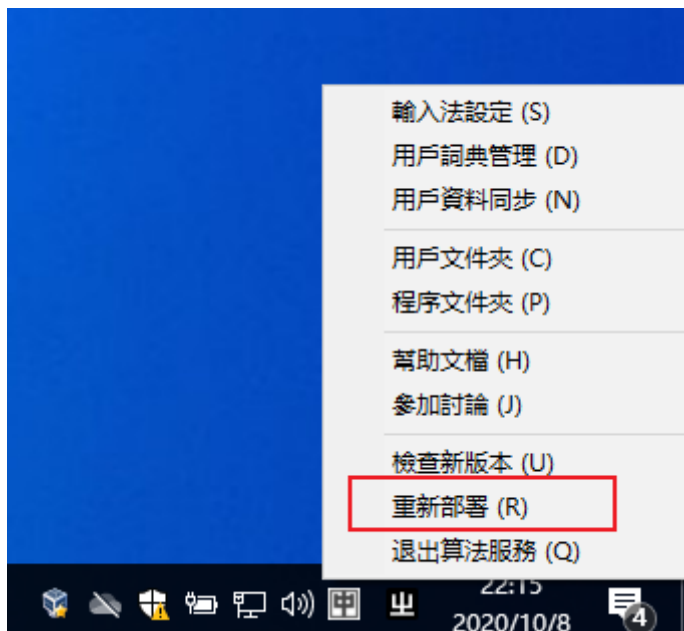 輸入法設定 (S)
用戶詞典管理 (D)
用戶資料同步 (N)
用戶文件夾 (C)
程序文件夾 (P)
幫助文檔 (H)
參加討論 (J)
檢查新版本 (U)
重新部署 (R)
退出算法服務 (Q)
中
22:15
2020/10/8
4